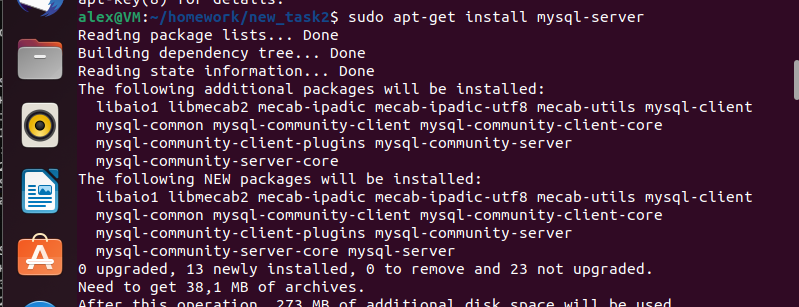 apt-key(8) for details.
alex@VM:~/homework/new_task2$ sudo apt-get install mysql-server
Reading package lists... Done
Building dependency tree... Done
Reading state information... Done
The following additional packages will be installed:
  libaio1 libmecab2 mecab-ipadic mecab-ipadic-utf8 mecab-utils mysql-client
  mysql-common mysql-community-client mysql-community-client-core
  mysql-community-client-plugins mysql-community-server
  mysql-community-server-core
The following NEW packages will be installed:
  libaio1 libmecab2 mecab-ipadic mecab-ipadic-utf8 mecab-utils mysql-client
  mysql-common mysql-community-client mysql-community-client-core
  mysql-community-client-plugins mysql-community-server
  mysql-community-server-core mysql-server
0 upgraded, 13 newly installed, 0 to remove and 23 not upgraded.
Need to get 38,1 MB of archives.
After this operation, 273 MB of additional disk space will be used.